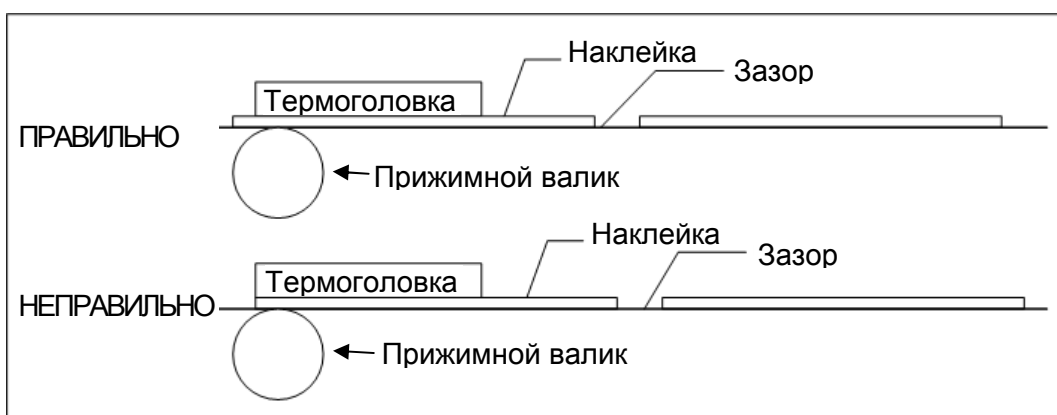 Наклейка
Зазор
Термоголовка
ПРАВИЛЬНО
Прижимной валик
Наклейка
Зазор
Термоголовка
НЕПРАВИЛЬНО
Прижимной валик